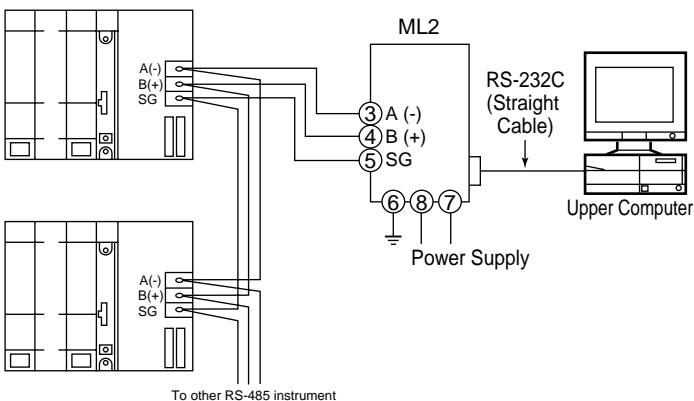 ML2
A(-)
B(+)
SG
RS-232C
(Straight
Cable)
3 A (-)
4 B (+)
5 SG
6 8 7
Upper Computer
Power Supply
A(-)
B(+)
SG
To other RS-485 instrument